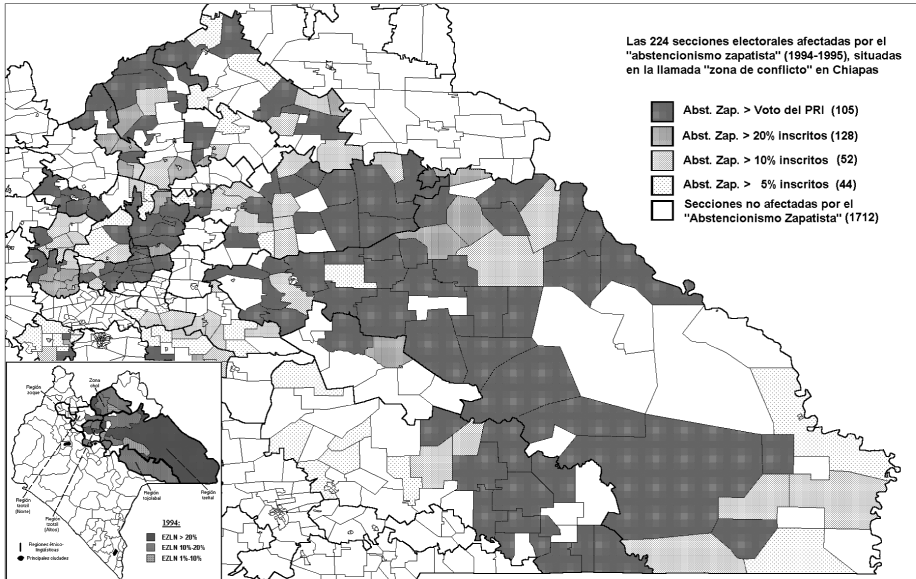 Las 224 secciones electorales afectadas por el
"abstencionismo zapatista" (1994-1995), situadas
en la llamada "zona de conflicto" en Chiapas
Abst. Zap. > Voto del PRI (105)
Abst. Zap. > 20% inscritos (128)
Abst. Zap. > 10% inscritos (52)
Abst. Zap. > 5% inscritos (44)
Secciones no afectadas por el
"Abstencionismo Zapatista" (1712)
Región
zoque
Zona
chol
Región
tzotzil
(Norte)
Región
tzotzil
(Altos)
Región
tojolabal
Región
tzeltal
Regiones étnico-
lingüísticas
Principales ciudades
1994:
EZLN > 20%
EZLN 10%-20%
EZLN 1%-10%